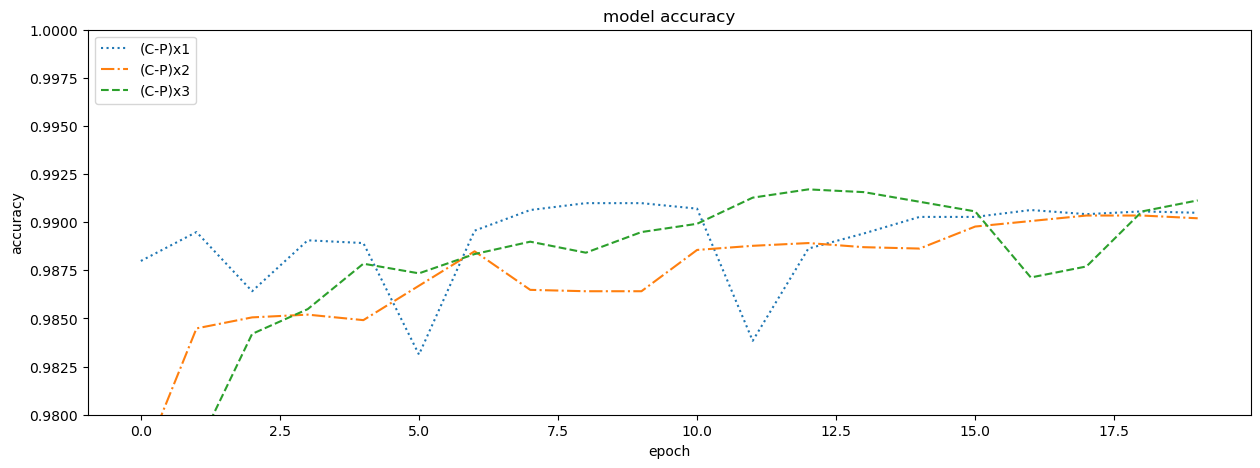 model accuracy
1.0000
0.9975
0.9950
0.9925
0.9900
0.9875
0.9850
0.9825
0.9800
accuracy
(C-P)x1
(C-P)x2
(C-P)x3
0.0 2.5 5.0 7.5 10.0 12.5 15.0 17.5
epoch